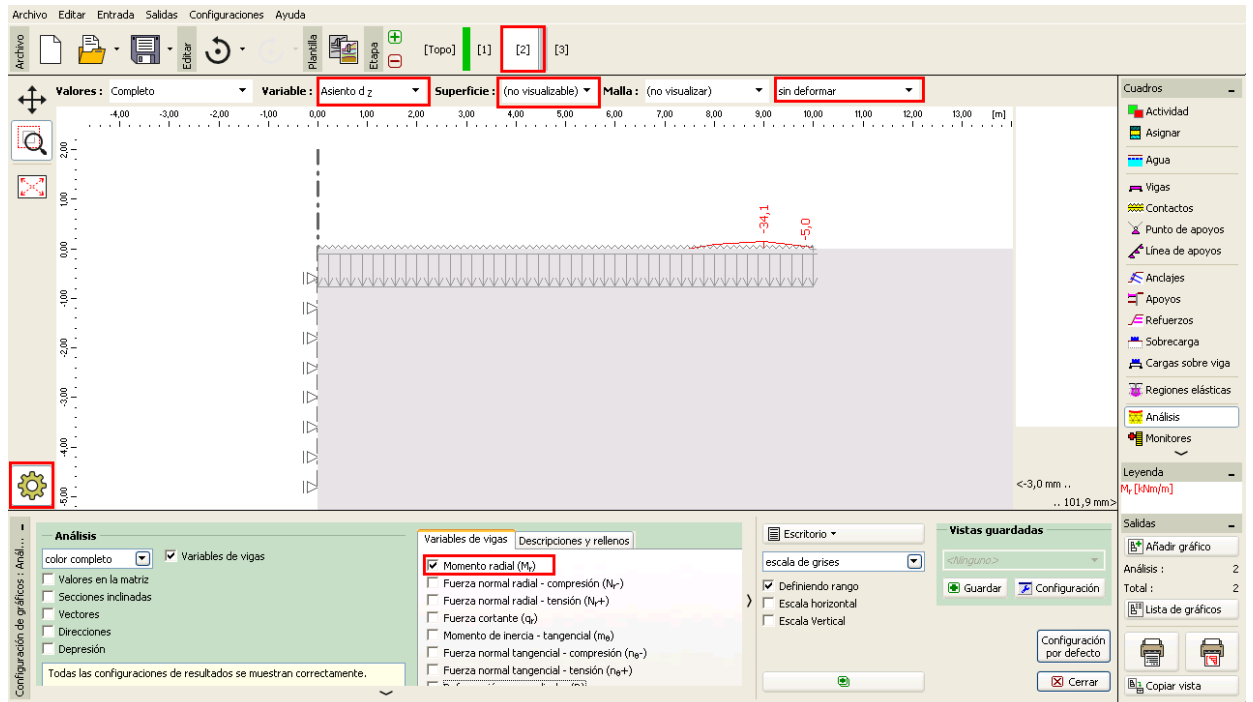 Archivo Editar Entrada Salidas Configuraciones Ayuda
Archivo
Editar
Plantilla
Etapa
[Topo] [1] [2] [3]
Valores : Completo Variable : Asiento d z Superficie : (no visualizable) Malla : (no visualizar) sin deformar
-4,00 -3,00 -2,00 -1,00 0,00 1,00 2,00 3,00 4,00 5,00 6,00 7,00 8,00 9,00 10,00 11,00 12,00 13,00 [m]
2,00
1,00
0,00
-1,00
-2,00
-3,00
-4,00
-5,00
-34,1
-5,0
<-3,0 mm ..
.. 101,9 mm>
Cuadros
Actividad
Asignar
Agua
Vigas
Contactos
Punto de apoyos
Línea de apoyos
Anclajes
Apoyos
Refuerzos
Sobrecarga
Cargas sobre viga
Regiones elásticas
Análisis
Monitores
Leyenda
Mr [kNm/m]
Salidas
Añadir gráfico
Análisis : 2
Total : 2
Lista de gráficos
Copiar vista
Configuración de gráficos : Anál...
Análisis
color completo Variables de vigas
Valores en la matriz
Secciones inclinadas
Vectores
Direcciones
Depresión
Todas las configuraciones de resultados se muestran correctamente.
Variables de vigas Descripciones y rellenos
Momento radial (Mr)
Fuerza normal radial - compresión (Nr-)
Fuerza normal radial - tensión (Nr+)
Fuerza cortante (qr)
Momento de inercia - tangencial (mθ)
Fuerza normal tangencial - compresión (nθ-)
Fuerza normal tangencial - tensión (nθ+)
Escritorio
escala de grises
Definiendo rango
Escala horizontal
Escala Vertical
Vistas guardadas
<Ninguno>
Guardar Configuración
Configuración
por defecto
Cerrar